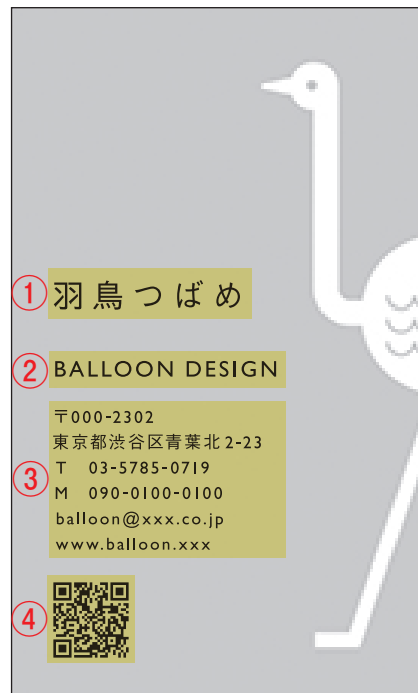 ① 羽鳥つばめ
② BALLOON DESIGN
③
〒000-2302
東京都渋谷区青葉北2-23
T 03-5785-0719
M 090-0100-0100
balloon@xxx.co.jp
www.balloon.xxx
④